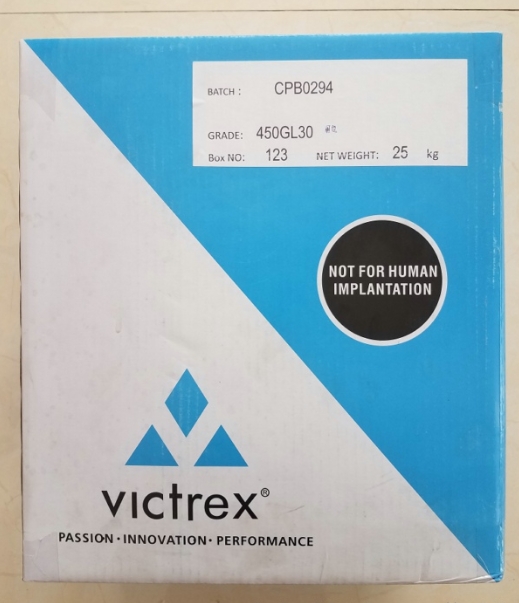 BATCH : CPB0294
GRADE: 450GL30
Box NO: 123 NET WEIGHT: 25 kg
NOT FOR HUMAN
IMPLANTATION
victrex®
PASSION · INNOVATION · PERFORMANCE